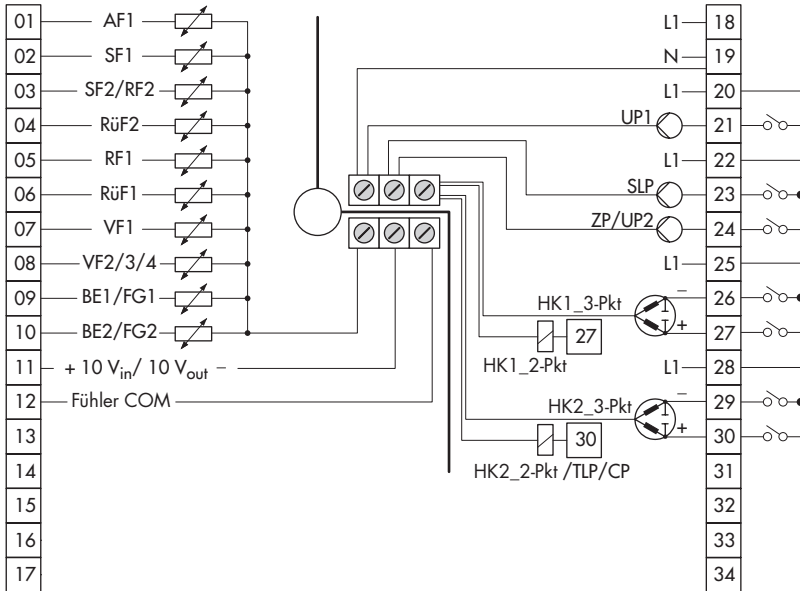 01 AF1
02 SF1
03 SF2/RF2
04 RüF2
05 RF1
06 RüF1
07 VF1
08 VF2/3/4
09 BE1/FG1
10 BE2/FG2
11 + 10 Vin/ 10 Vout –
12 Fühler COM
13
14
15
16
17
L1 18
N 19
L1 20
UP1 21
L1 22
SLP 23
ZP/UP2 24
L1 25
– 26
HK1_3-Pkt
+ 27
27
HK1_2-Pkt
L1 28
– 29
HK2_3-Pkt
+ 30
30
HK2_2-Pkt /TLP/CP
31
32
33
34